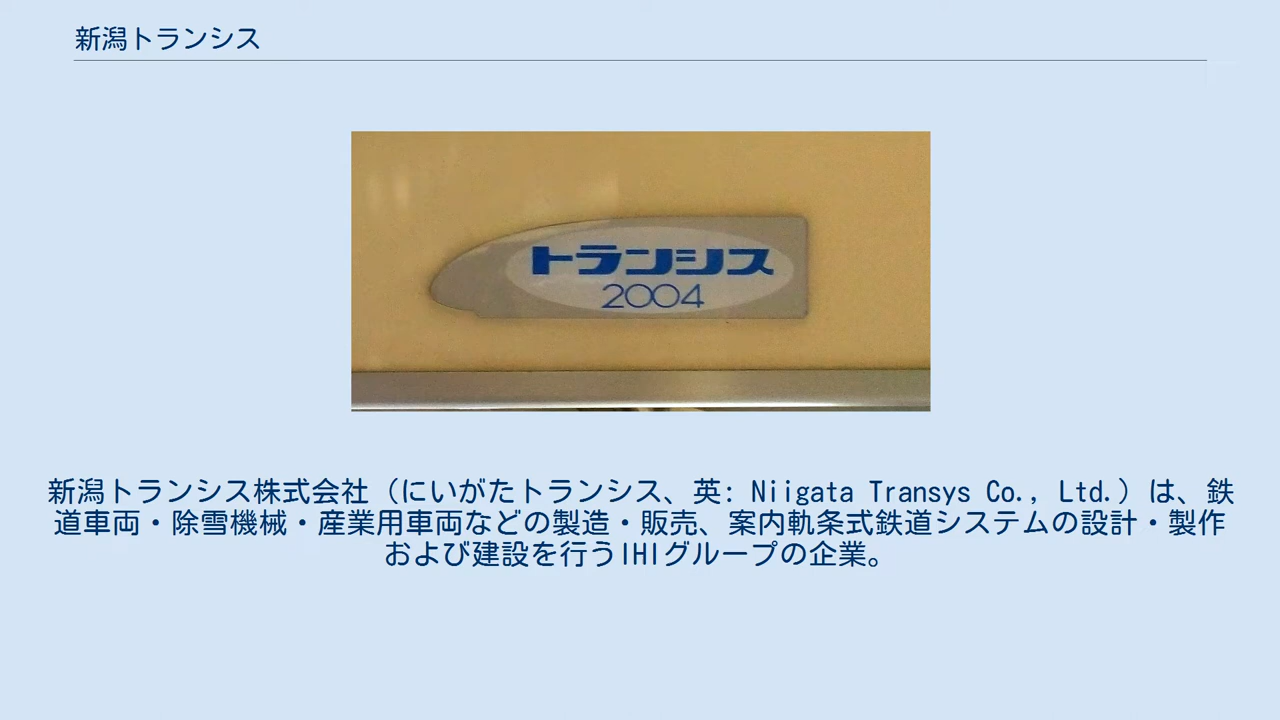 新潟トランシス
トランシス
2004
新潟トランシス株式会社（にいがたトランシス、英: Niigata Transys Co., Ltd.）は、鉄
道車両・除雪機械・産業用車両などの製造・販売、案内軌条式鉄道システムの設計・製作
および建設を行うIHIグループの企業。